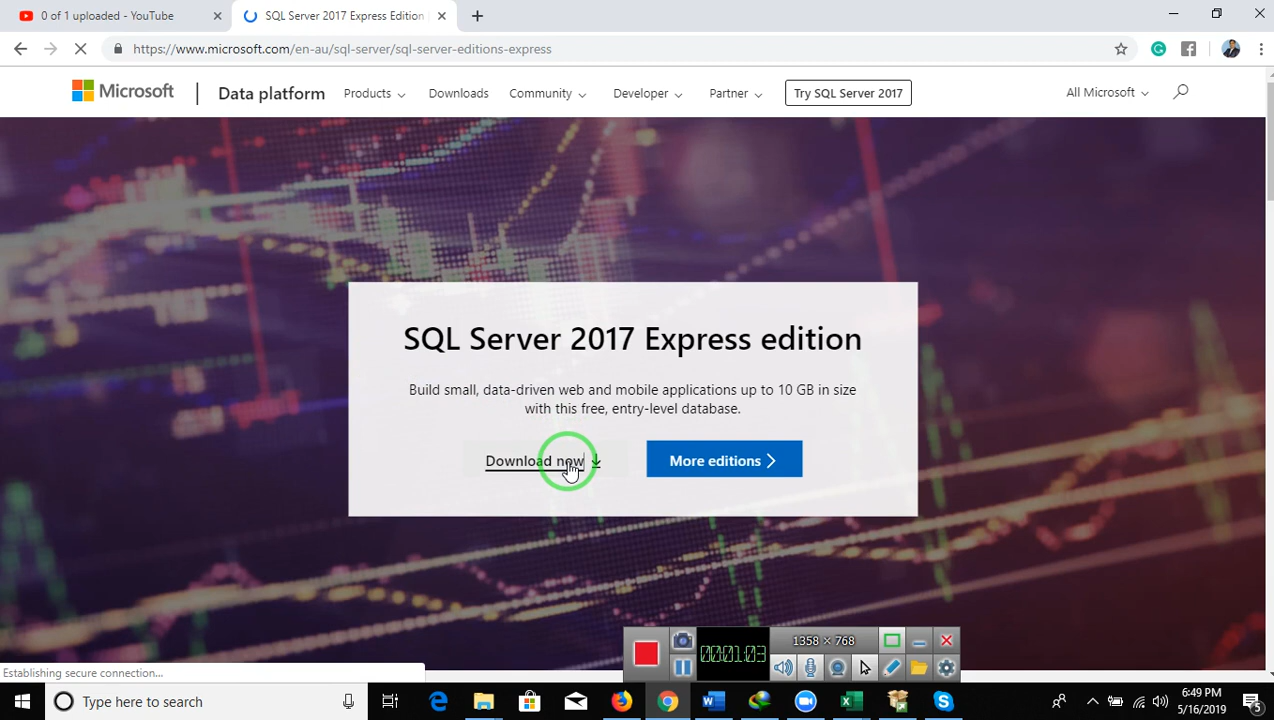 0 of 1 uploaded - YouTube
SQL Server 2017 Express Edition
https://www.microsoft.com/en-au/sql-server/sql-server-editions-express
Microsoft
Data platform
Products
Downloads
Community
Developer
Partner
Try SQL Server 2017
All Microsoft
SQL Server 2017 Express edition
Build small, data-driven web and mobile applications up to 10 GB in size
with this free, entry-level database.
Download now
More editions
Establishing secure connection...
00:01:03
1358 × 768
Type here to search
6:49 PM
5/16/2019
5